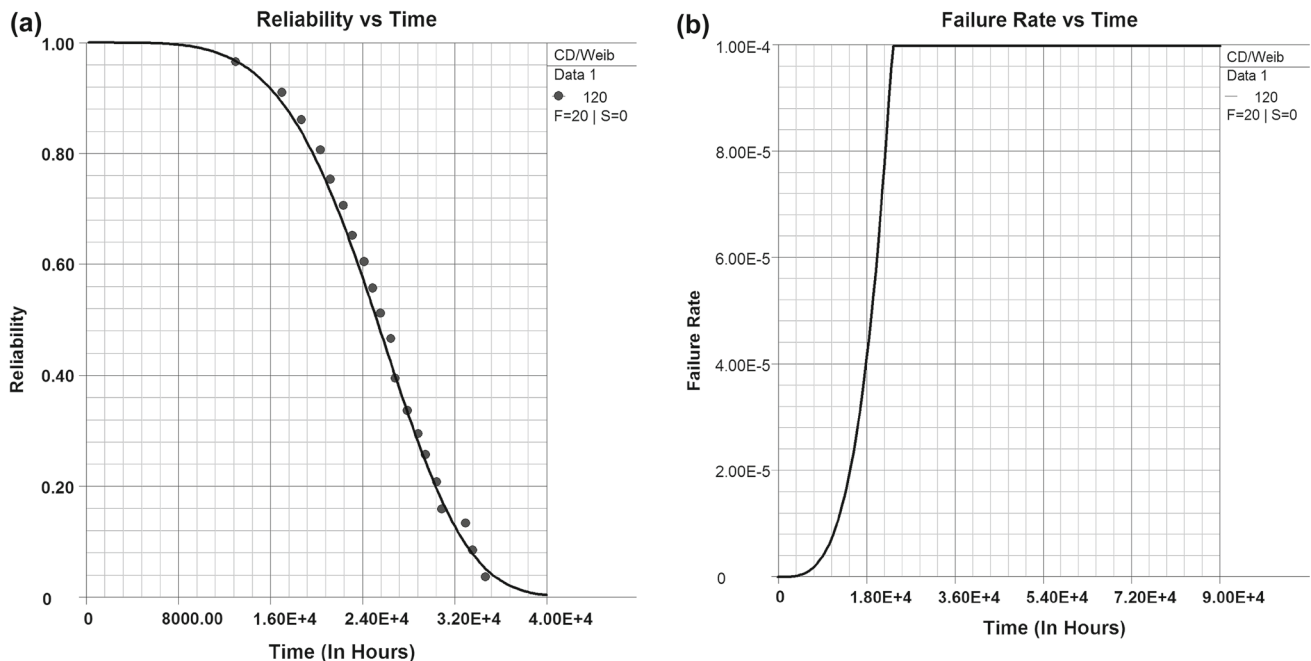 (a)
Reliability vs Time
1.00
0.80
0.60
0.40
0.20
0
Reliability
0 8000.00 1.60E+4 2.40E+4 3.20E+4 4.00E+4
Time (In Hours)
CD/Weib
Data 1
120
F=20 | S=0
(b)
Failure Rate vs Time
1.00E-4
8.00E-5
6.00E-5
4.00E-5
2.00E-5
0
Failure Rate
0 1.80E+4 3.60E+4 5.40E+4 7.20E+4 9.00E+4
Time (In Hours)
CD/Weib
Data 1
120
F=20 | S=0